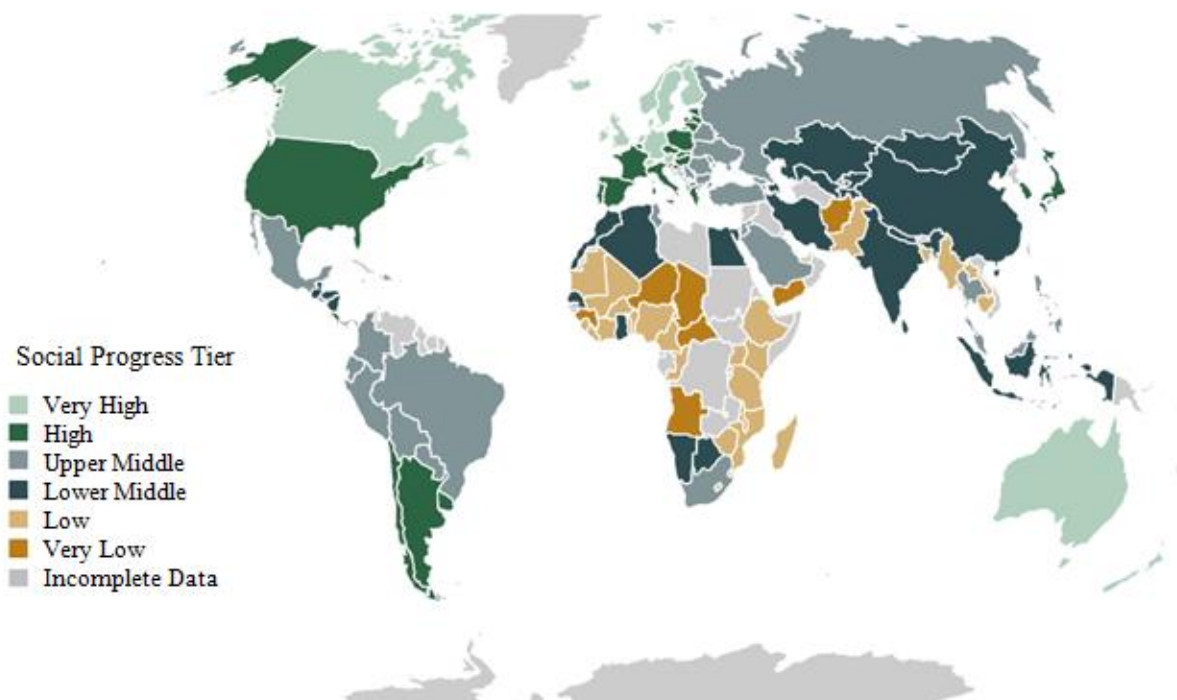 Social Progress Tier
Very High
High
Upper Middle
Lower Middle
Low
Very Low
Incomplete Data